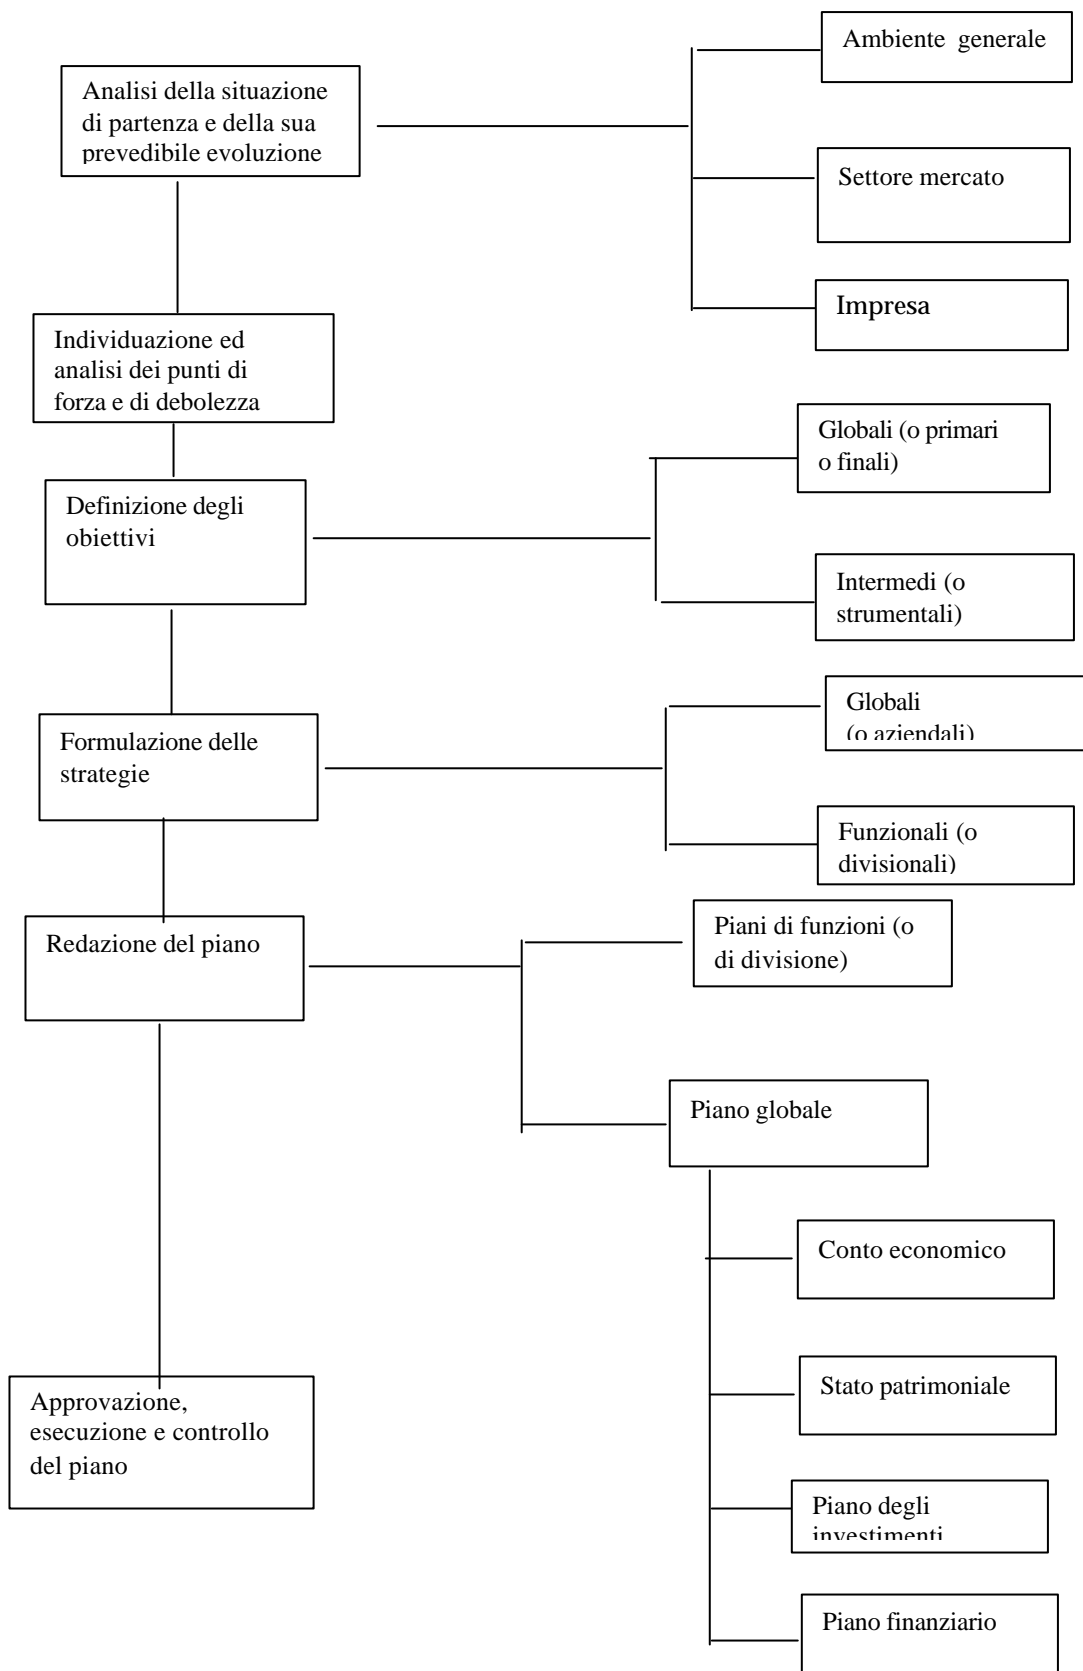 Ambiente generale
Analisi della situazione
di partenza e della sua
prevedibile evoluzione
Settore mercato
Impresa
Individuazione ed
analisi dei punti di
forza e di debolezza
Globali (o primari
o finali)
Definizione degli
obiettivi
Intermedi (o
strumentali)
Globali
(o aziendali)
Formulazione delle
strategie
Funzionali (o
divisionali)
Redazione del piano
Piani di funzioni (o
di divisione)
Piano globale
Conto economico
Stato patrimoniale
Approvazione,
esecuzione e controllo
del piano
Piano degli
investimenti
Piano finanziario